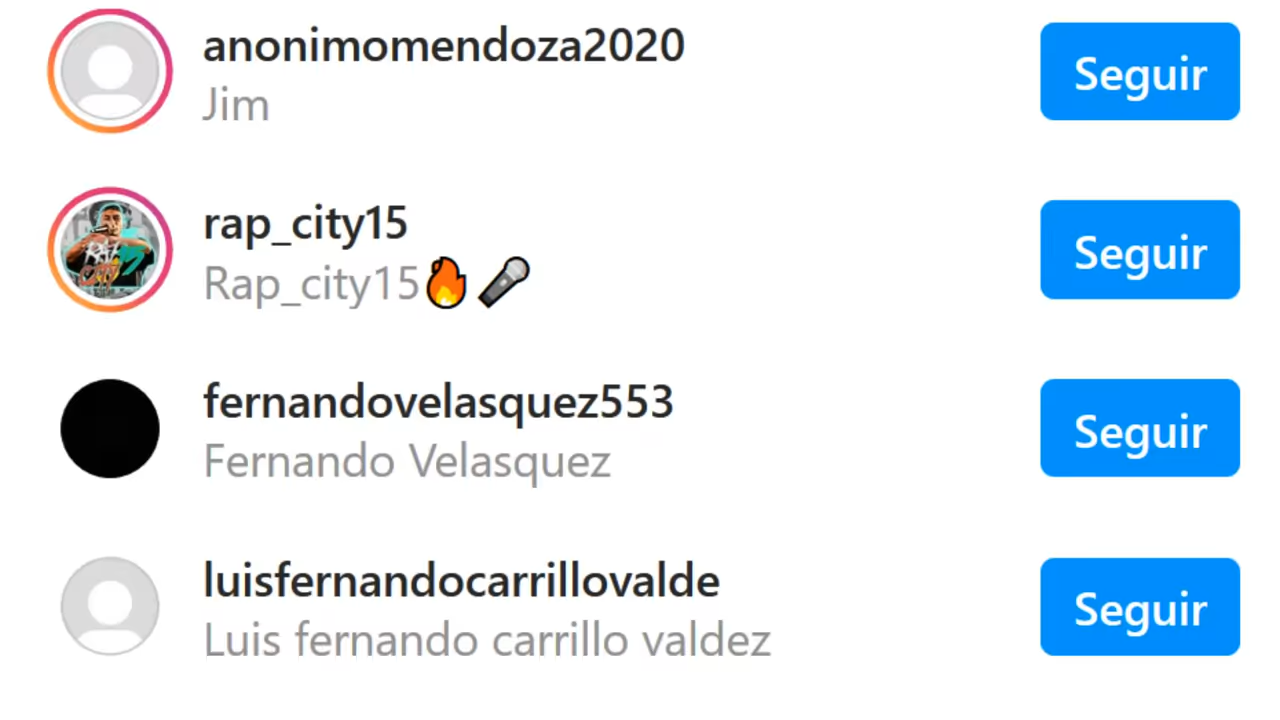 anonimomendoza2020
Jim
Seguir
rap_city15
Rap_city15🔥🎤
Seguir
fernandovelasquez553
Fernando Velasquez
Seguir
luisfernandocarrillovalde
Luis fernando carrillo valdez
Seguir